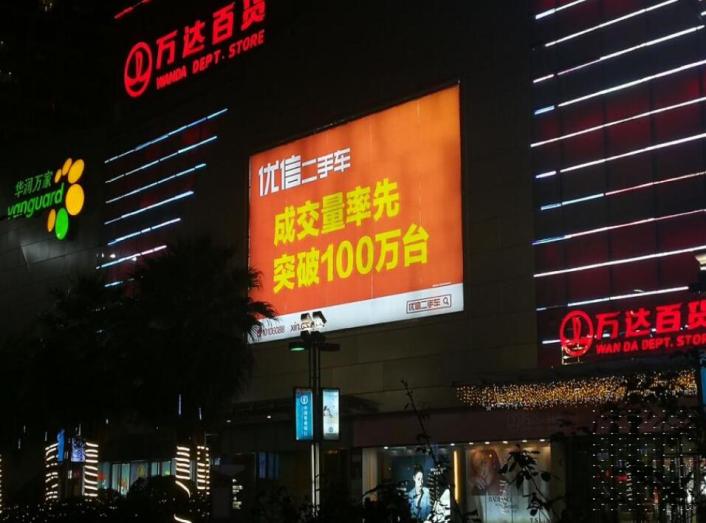 万达百货
WANDA DEPT. STORE
华润万家
vanguard
优信二手车
成交量率先
突破100万台
优信二手车
万达百货
WANDA DEPT. STORE